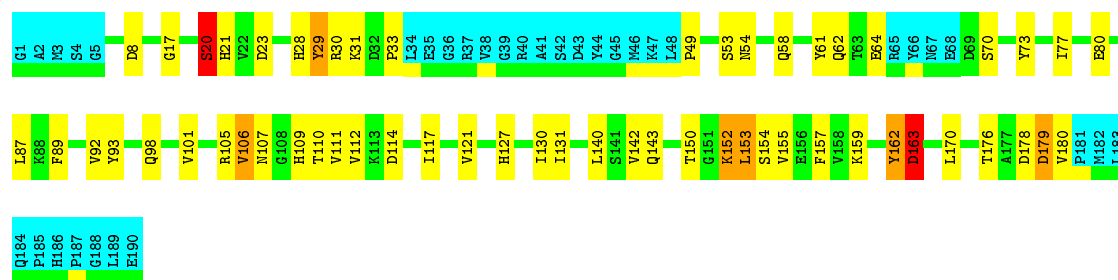 G1 A2 M3 S4 G5 D8 G17 S20 H21 V22 D23 H28 Y29 R30 K31 D32 P33 L34 E35 G36 R37 V38 G39 R40 A41 S42 D43 Y44 G45 M46 K47 L48 P49 S53 N54 Q58 Y61 Q62 T63 E64 R65 Y66 N67 E68 D69 S70 Y73 I77 E80
L87 K88 F89 V92 Y93 Q98 V101 R105 V106 N107 G108 H109 T110 V111 V112 K113 D114 I117 V121 H127 I130 I131 L140 S141 V142 Q143 T150 G151 K152 L153 S154 V155 E156 F157 V158 K159 Y162 D163 L170 T176 A177 D178 D179 V180 P181 M182 L183
Q184 P185 H186 P187 G188 L189 E190